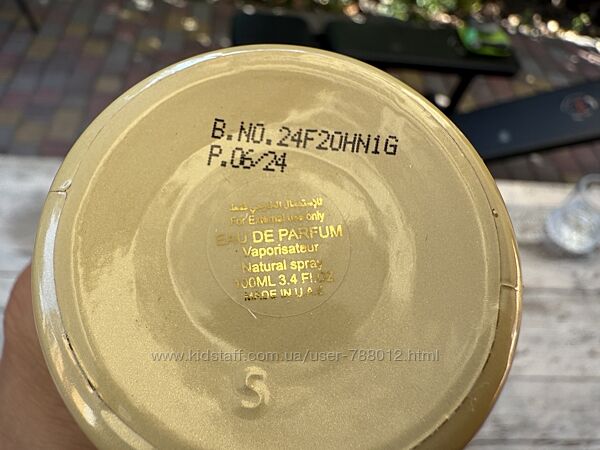 B.NO.24F20HN1G
P.06/24
للإستعمال الخارجي فقط
For External use only
EAU DE PARFUM
Vaporisateur
Natural spray
100ML 3.4 Fl.OZ
MADE IN U.A.E
www.kidstaff.com.ua/user-788012.html
S